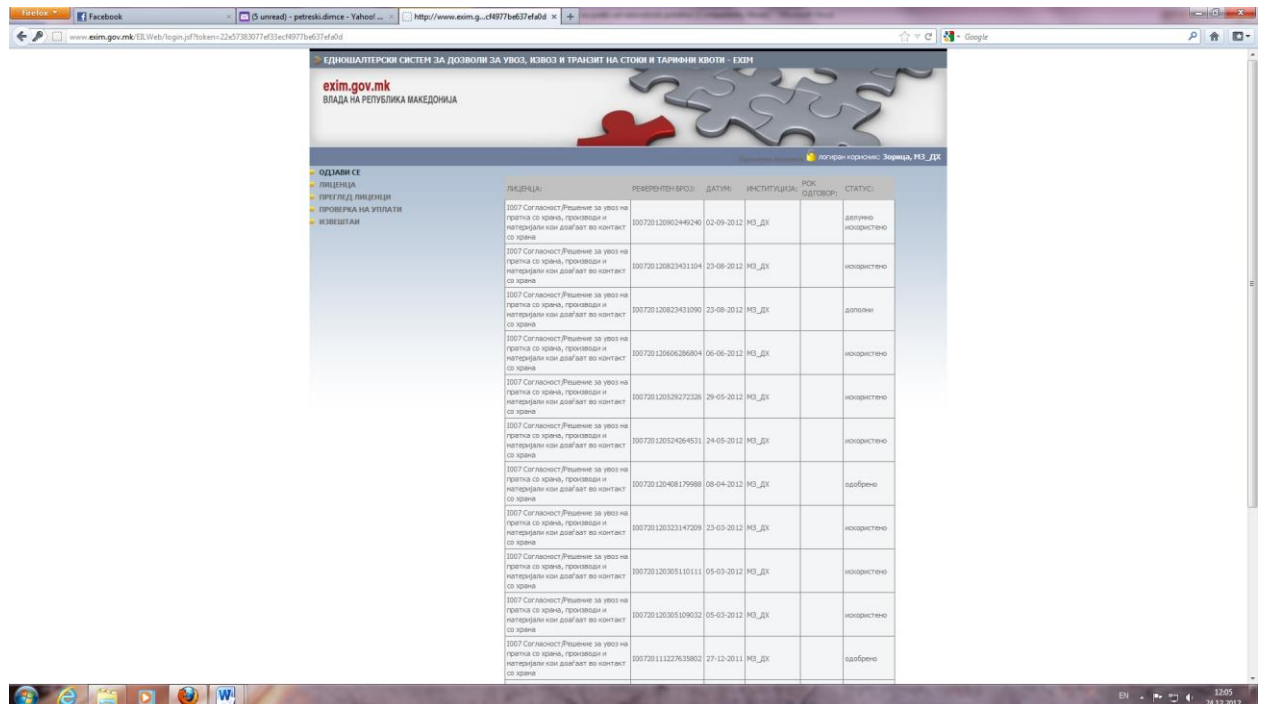 Firefox
Facebook
(5 unread) - petreski.dimce - Yahoo! ...
http://www.exim.g...cf4977be637efa0d
www.exim.gov.mk/EILWeb/login.jsf?token=22e57383077ef33ecf4977be637efa0d
Google
ЕДНОШАЛТЕРСКИ СИСТЕМ ЗА ДОЗВОЛИ ЗА УВОЗ, ИЗВОЗ И ТРАНЗИТ НА СТОКИ И ТАРИФНИ КВОТИ - EXIM
exim.gov.mk
ВЛАДА НА РЕПУБЛИКА МАКЕДОНИЈА
логиран корисник: Зорица, МЗ_ДХ
ОДЈАВИ СЕ
ЛИЦЕНЦА
ПРЕГЛЕД ЛИЦЕНЦИ
ПРОВЕРКА НА УПЛАТИ
ИЗВЕШТАИ
ЛИЦЕНЦА: РЕФЕРЕНТЕН БРОЈ: ДАТУМ: ИНСТИТУЦИЈА: РОК ОДГОВОР: СТАТУС:
I007 Согласност/Решение за увоз на
пратка со храна, производи и
материјали кои доаѓаат во контакт
со храна
I00720120902449240 02-09-2012 МЗ_ДХ делумно
искористено
I007 Согласност/Решение за увоз на
пратка со храна, производи и
материјали кои доаѓаат во контакт
со храна
I00720120823431104 23-08-2012 МЗ_ДХ искористено
I007 Согласност/Решение за увоз на
пратка со храна, производи и
материјали кои доаѓаат во контакт
со храна
I00720120823431090 23-08-2012 МЗ_ДХ дополни
I007 Согласност/Решение за увоз на
пратка со храна, производи и
материјали кои доаѓаат во контакт
со храна
I00720120606286804 06-06-2012 МЗ_ДХ искористено
I007 Согласност/Решение за увоз на
пратка со храна, производи и
материјали кои доаѓаат во контакт
со храна
I00720120529272326 29-05-2012 МЗ_ДХ искористено
I007 Согласност/Решение за увоз на
пратка со храна, производи и
материјали кои доаѓаат во контакт
со храна
I00720120524264531 24-05-2012 МЗ_ДХ искористено
I007 Согласност/Решение за увоз на
пратка со храна, производи и
материјали кои доаѓаат во контакт
со храна
I00720120408179988 08-04-2012 МЗ_ДХ одобрено
I007 Согласност/Решение за увоз на
пратка со храна, производи и
материјали кои доаѓаат во контакт
со храна
I00720120323147209 23-03-2012 МЗ_ДХ искористено
I007 Согласност/Решение за увоз на
пратка со храна, производи и
материјали кои доаѓаат во контакт
со храна
I00720120305110111 05-03-2012 МЗ_ДХ искористено
I007 Согласност/Решение за увоз на
пратка со храна, производи и
материјали кои доаѓаат во контакт
со храна
I00720120305109032 05-03-2012 МЗ_ДХ искористено
I007 Согласност/Решение за увоз на
пратка со храна, производи и
материјали кои доаѓаат во контакт
со храна
I00720111227635802 27-12-2011 МЗ_ДХ одобрено
EN
12:05
24.12.2012